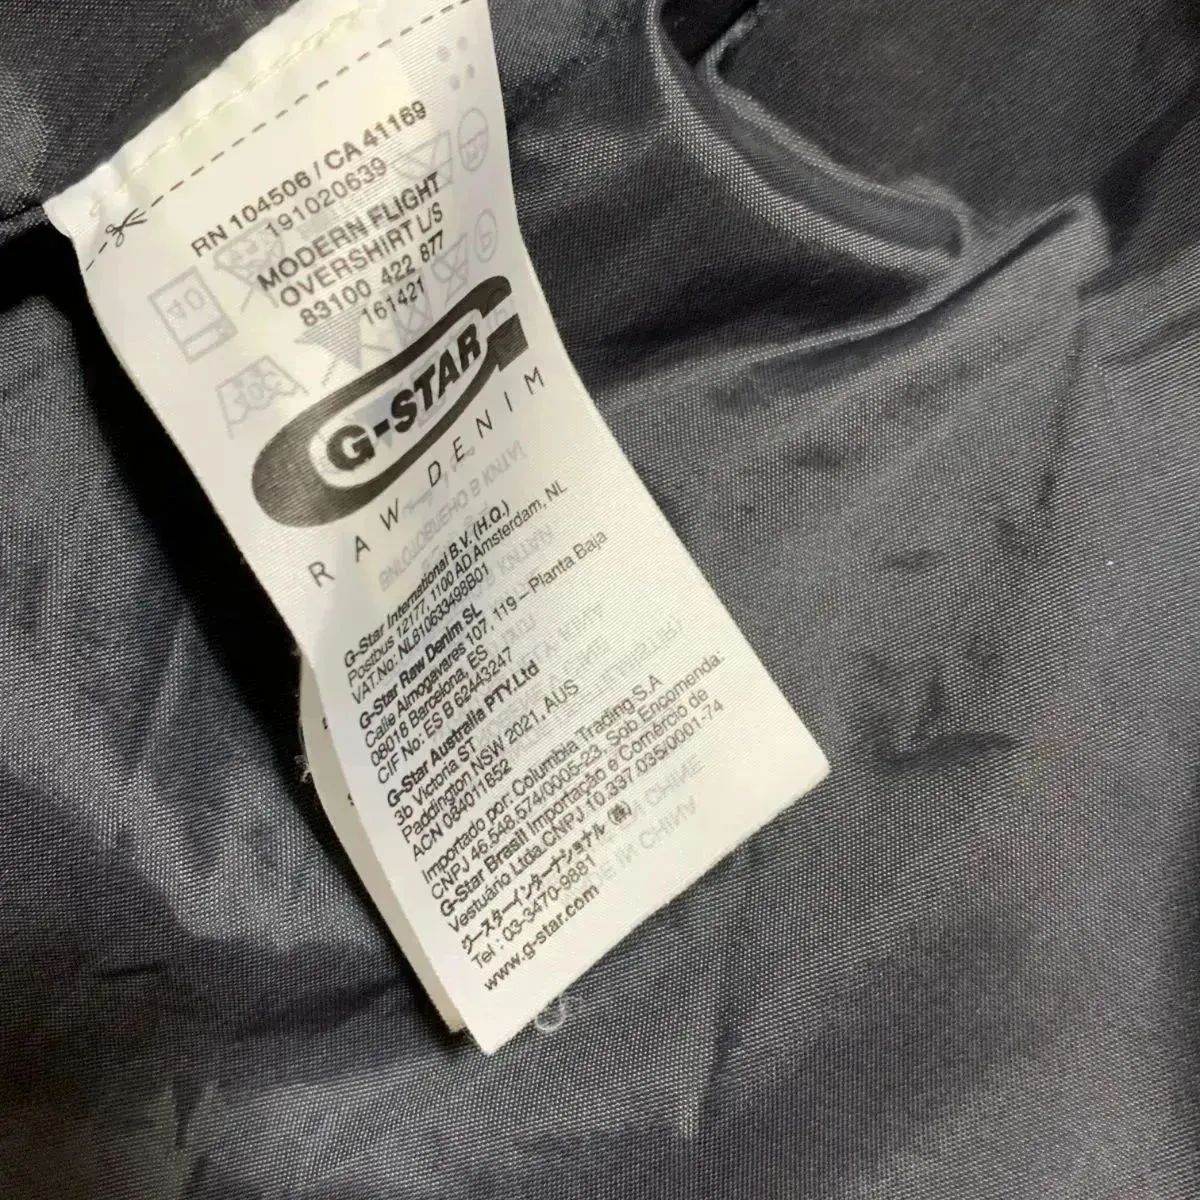 RN 104506 / CA 41169
191020639
MODERN FLIGHT
OVERSHIRT L/S
83100 422 877
161421
G-STAR
RAW DENIM
G-Star International B.V. (H.Q.)
Postbus 12177, 1100 AD Amsterdam, NL
VAT.No: NL810633498B01
G-Star Raw Denim SL
Calle Almogavares 107, 119 – Planta Baja
08018 Barcelona, ES
CIF No: ES B 62443247
G-Star Australia PTY.Ltd
3b Victoria ST
Paddington NSW 2021, AUS
ACN 084011652
Importado por: Columbia Trading S.A
CNPJ 46.548.574/0005-23. Sob Encomenda:
G-Star Brasil Importação e Comércio de
Vestuário Ltda.CNPJ 10.337.035/0001-74
ジースターインターナショナル (株)
Tel : 03-3470-9881
www.g-star.com